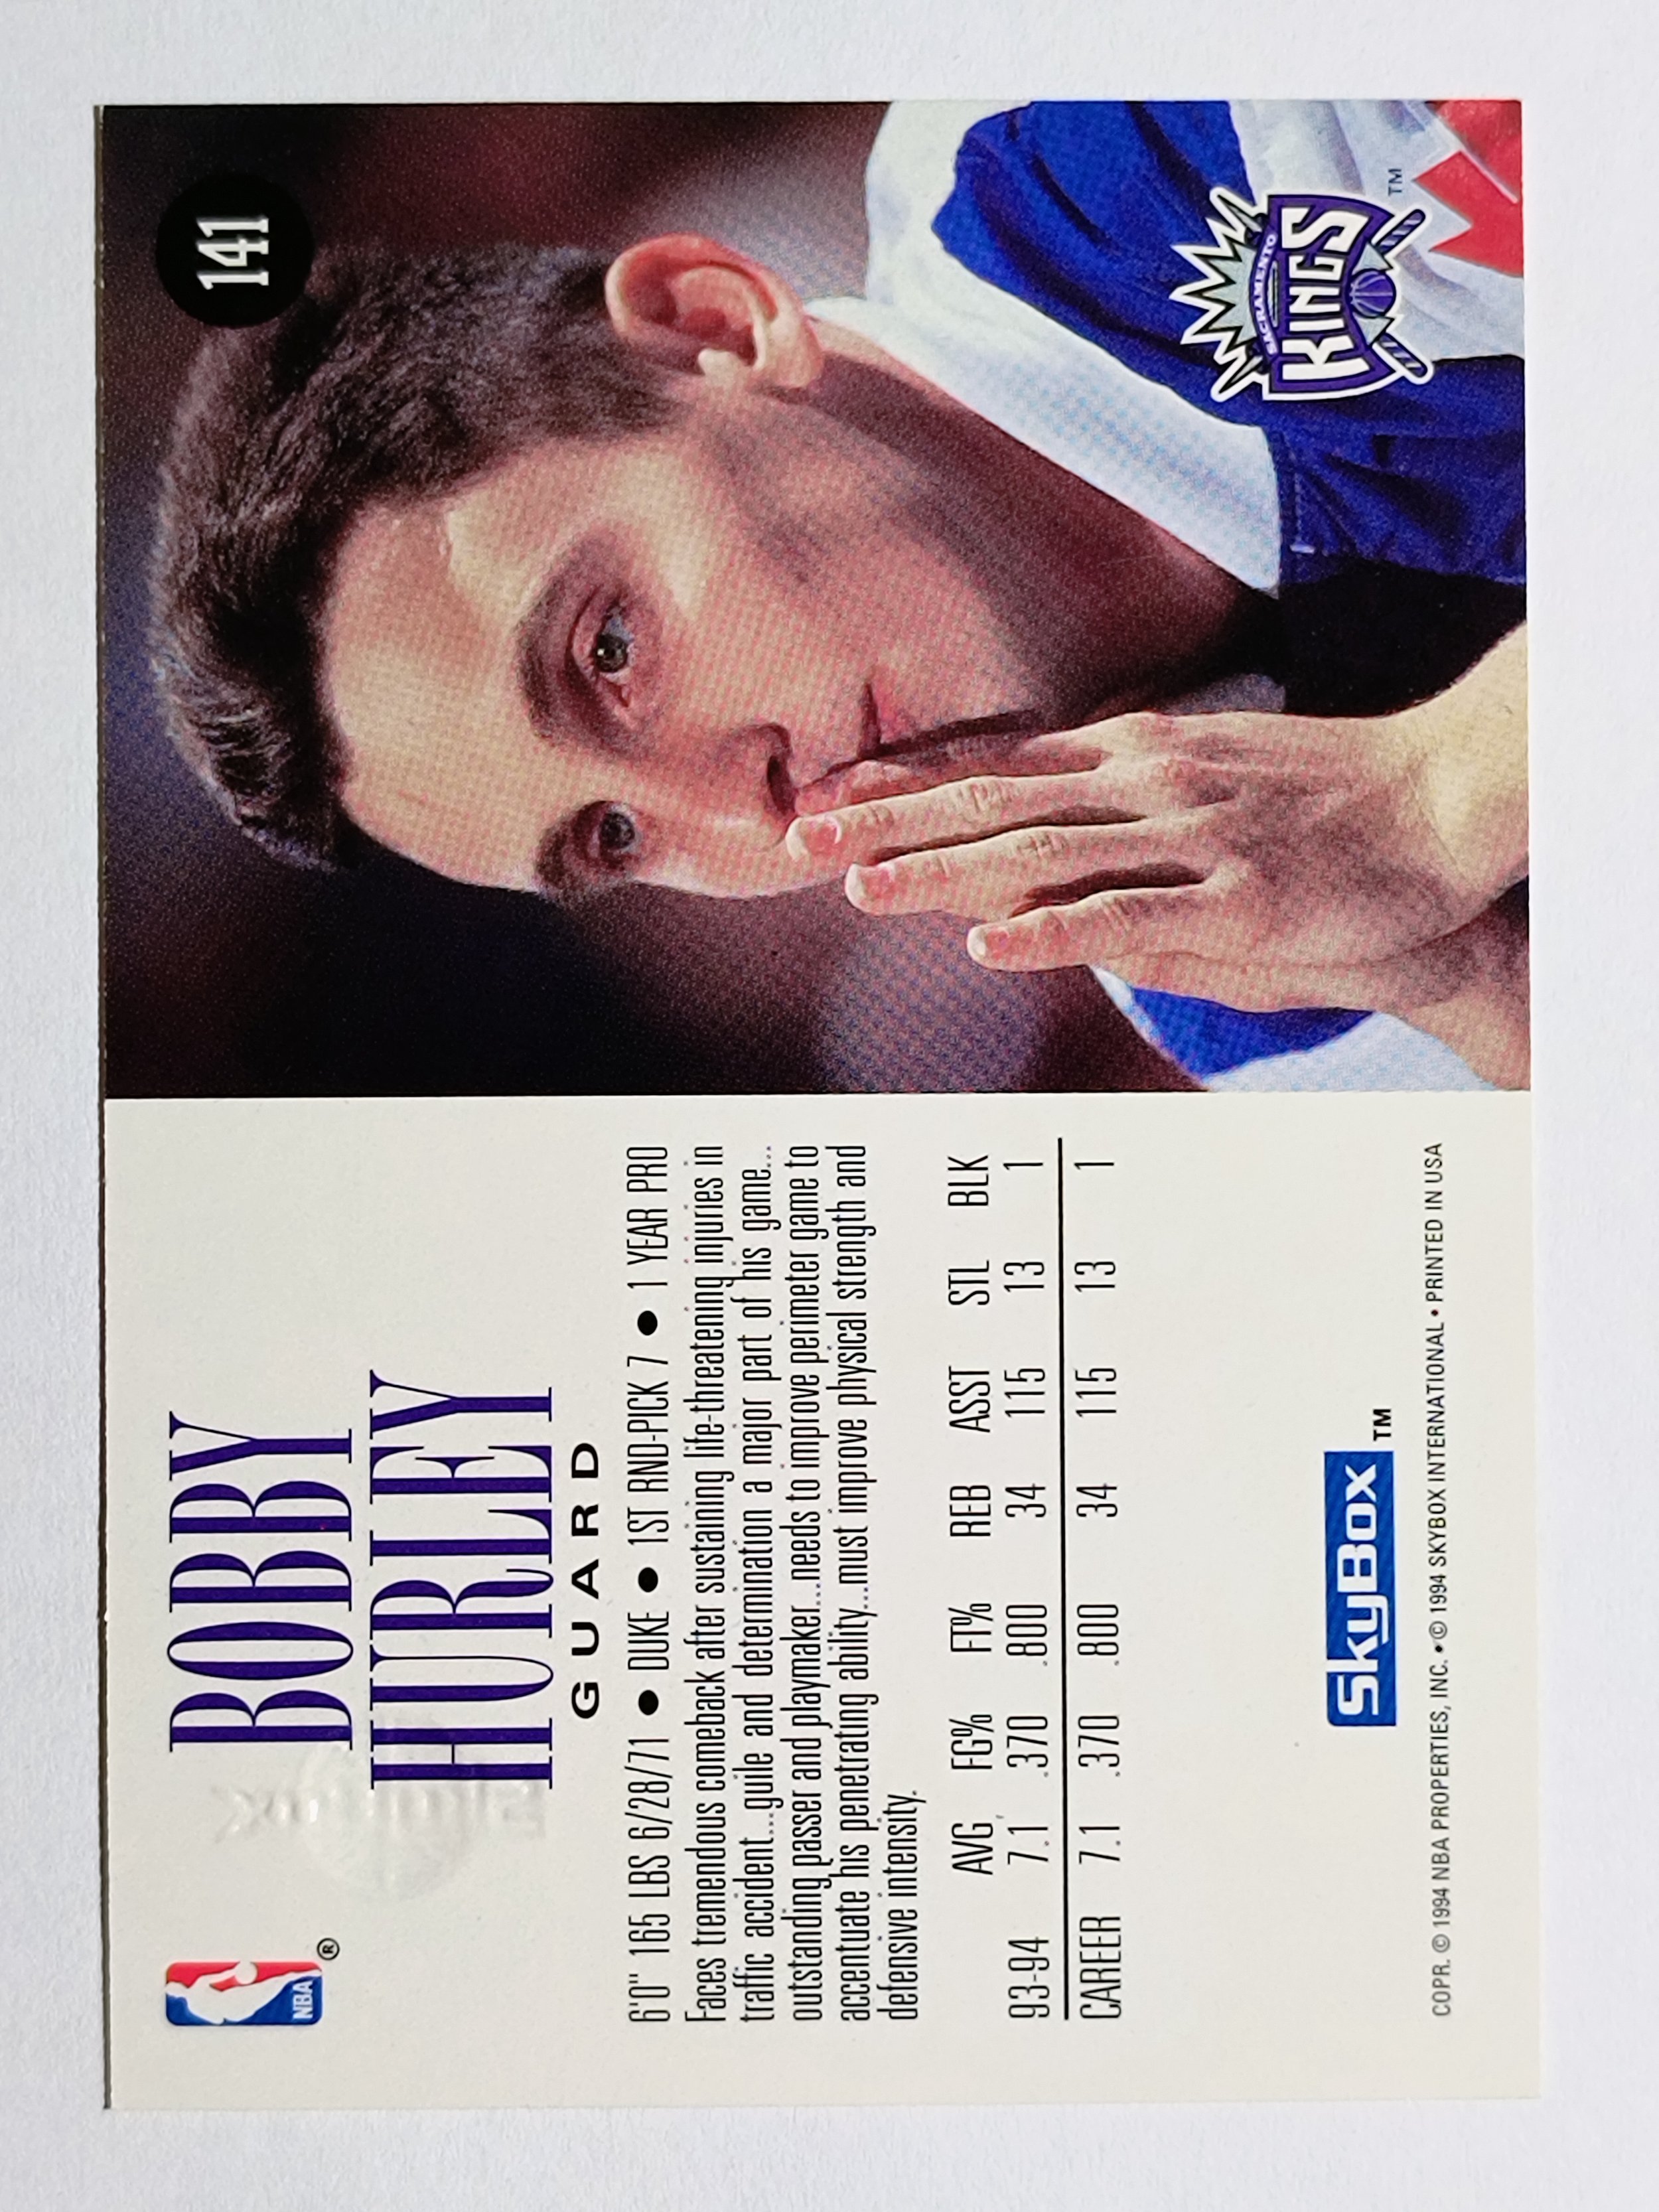 NBA
®
BOBBY
HURLEY
GUARD
6'0" 165 LBS 6/28/71 ● DUKE ● 1ST RND-PICK 7 ● 1 YEAR PRO
Faces tremendous comeback after sustaining life-threatening injuries in
traffic accident...guile and determination a major part of his game...
outstanding passer and playmaker...needs to improve perimeter game to
accentuate his penetrating ability...must improve physical strength and
defensive intensity.
AVG FG% FT% REB ASST STL BLK
93-94 7.1 .370 .800 34 115 13 1
CAREER 7.1 .370 .800 34 115 13 1
SkyBox™
COPR. © 1994 NBA PROPERTIES, INC. • © 1994 SKYBOX INTERNATIONAL • PRINTED IN USA
141
SACRAMENTO
KINGS
™
SkyBox